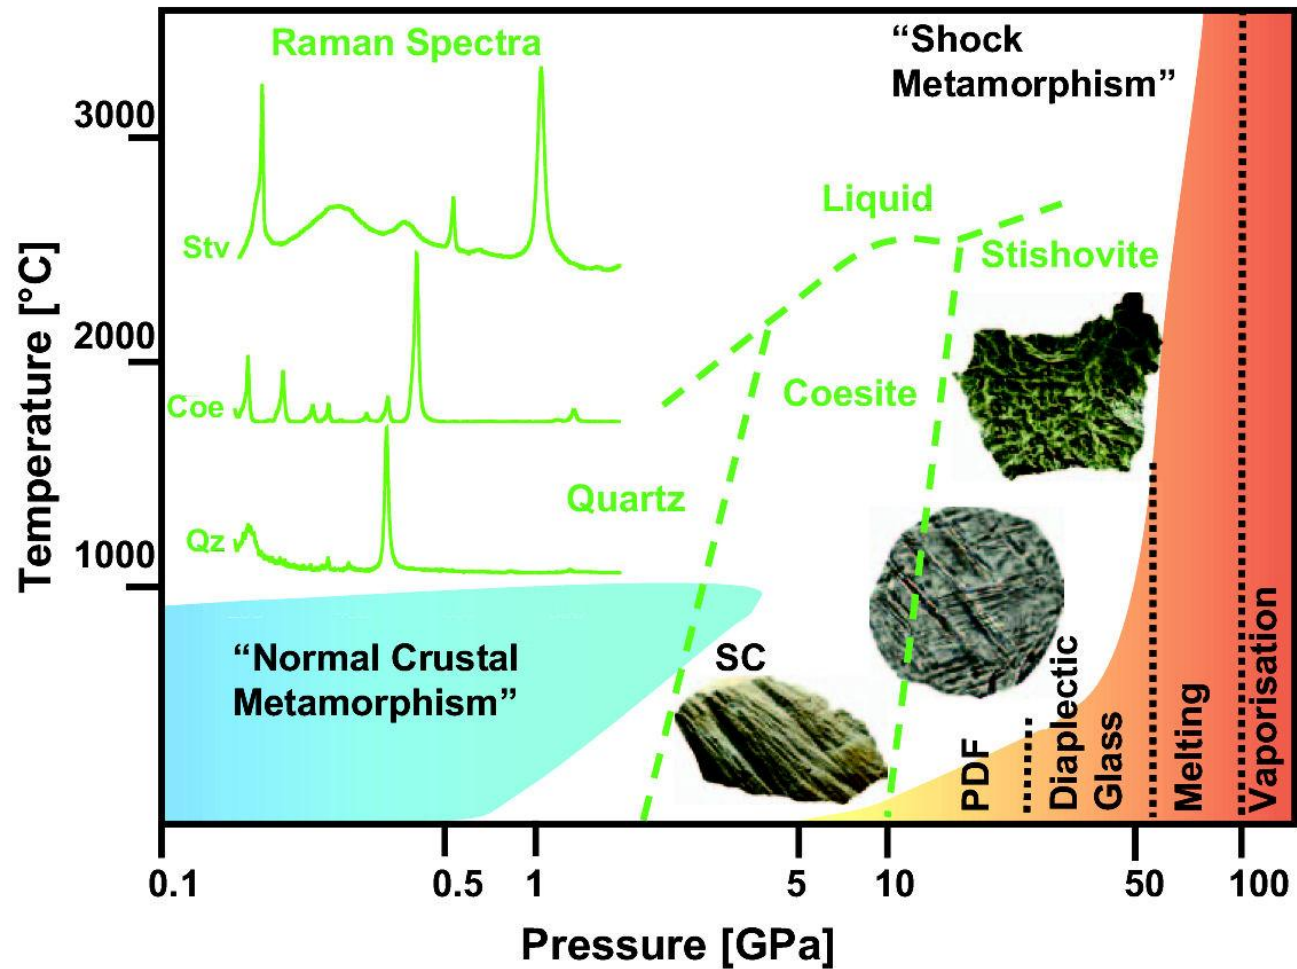 Raman Spectra
“Shock
Metamorphism”
3000
Liquid
Stv
Stishovite
2000
Coe
Coesite
Quartz
Qz
1000
Temperature [°C]
“Normal Crustal
Metamorphism”
SC
PDF
Diaplectic
Glass
Melting
Vaporisation
0.1
0.5
1
5
10
50
100
Pressure [GPa]